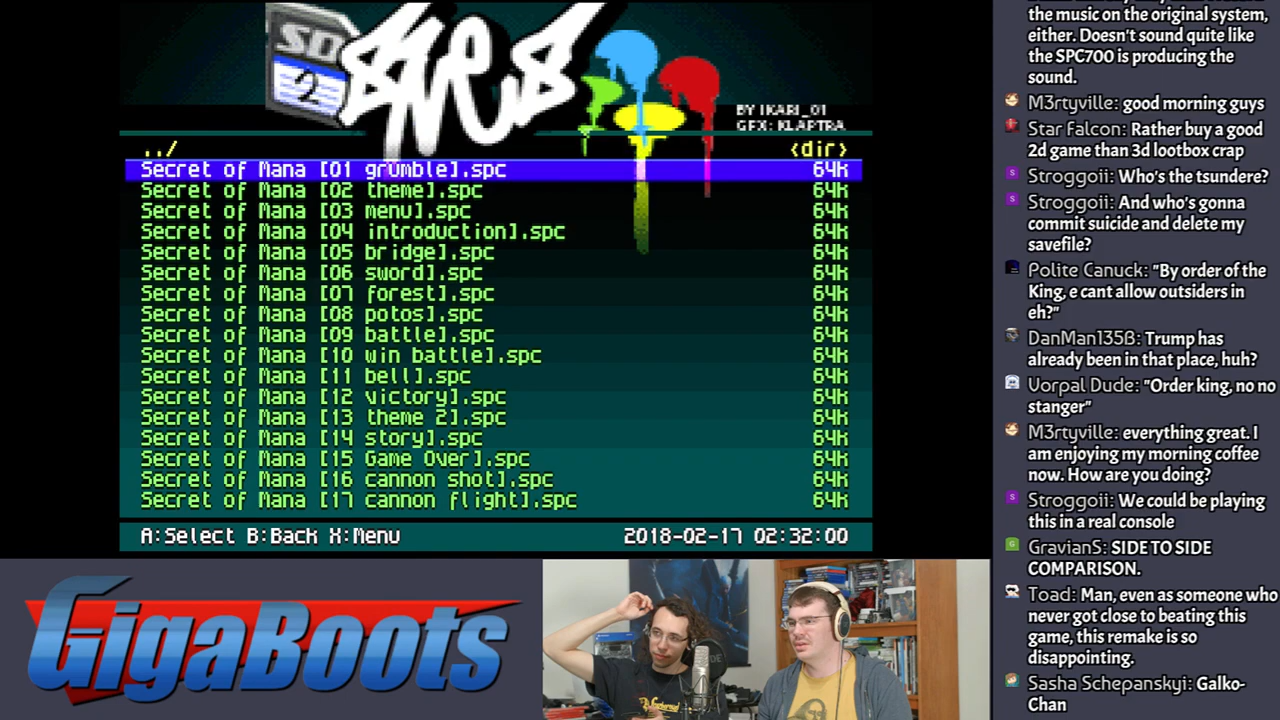 SD
2
SNES
BY IKARI_01
GFX: KLAPTRA
../ <dir>
Secret of Mana [01 grumble].spc 64k
Secret of Mana [02 theme].spc 64k
Secret of Mana [03 menu].spc 64k
Secret of Mana [04 introduction].spc 64k
Secret of Mana [05 bridge].spc 64k
Secret of Mana [06 sword].spc 64k
Secret of Mana [07 forest].spc 64k
Secret of Mana [08 potos].spc 64k
Secret of Mana [09 battle].spc 64k
Secret of Mana [10 win battle].spc 64k
Secret of Mana [11 bell].spc 64k
Secret of Mana [12 victory].spc 64k
Secret of Mana [13 theme 2].spc 64k
Secret of Mana [14 story].spc 64k
Secret of Mana [15 Game Over].spc 64k
Secret of Mana [16 cannon shot].spc 64k
Secret of Mana [17 cannon flight].spc 64k
A:Select B:Back X:Menu 2018-02-17 02:32:00
GigaBoots
the music on the original system,
either. Doesn't sound quite like
the SPC700 is producing the
sound.
M3rtyville: good morning guys
Star Falcon: Rather buy a good
2d game than 3d lootbox crap
Stroggoii: Who's the tsundere?
Stroggoii: And who's gonna
commit suicide and delete my
savefile?
Polite Canuck: "By order of the
King, e cant allow outsiders in
eh?"
DanMan135B: Trump has
already been in that place, huh?
Vorpal Dude: "Order king, no no
stanger"
M3rtyville: everything great. I
am enjoying my morning coffee
now. How are you doing?
Stroggoii: We could be playing
this in a real console
GravianS: SIDE TO SIDE
COMPARISON.
Toad: Man, even as someone who
never got close to beating this
game, this remake is so
disappointing.
Sasha Schepanskyi: Galko-
Chan